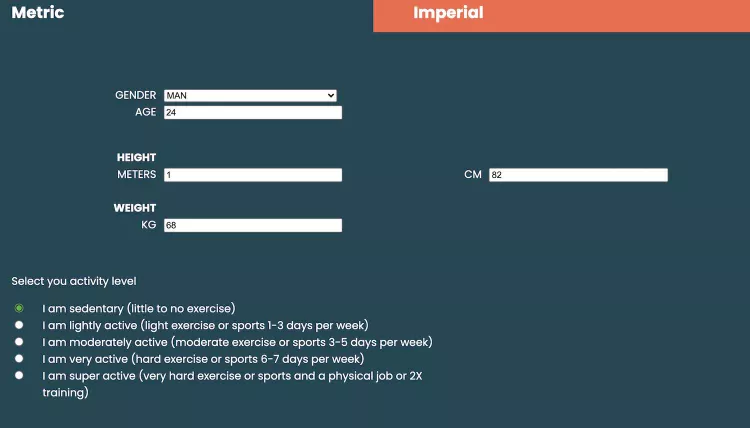 Metric Imperial
GENDER MAN
AGE 24
HEIGHT
METERS 1 CM 82
WEIGHT
KG 68
Select you activity level
I am sedentary (little to no exercise)
I am lightly active (light exercise or sports 1-3 days per week)
I am moderately active (moderate exercise or sports 3-5 days per week)
I am very active (hard exercise or sports 6-7 days per week)
I am super active (very hard exercise or sports and a physical job or 2X
training)